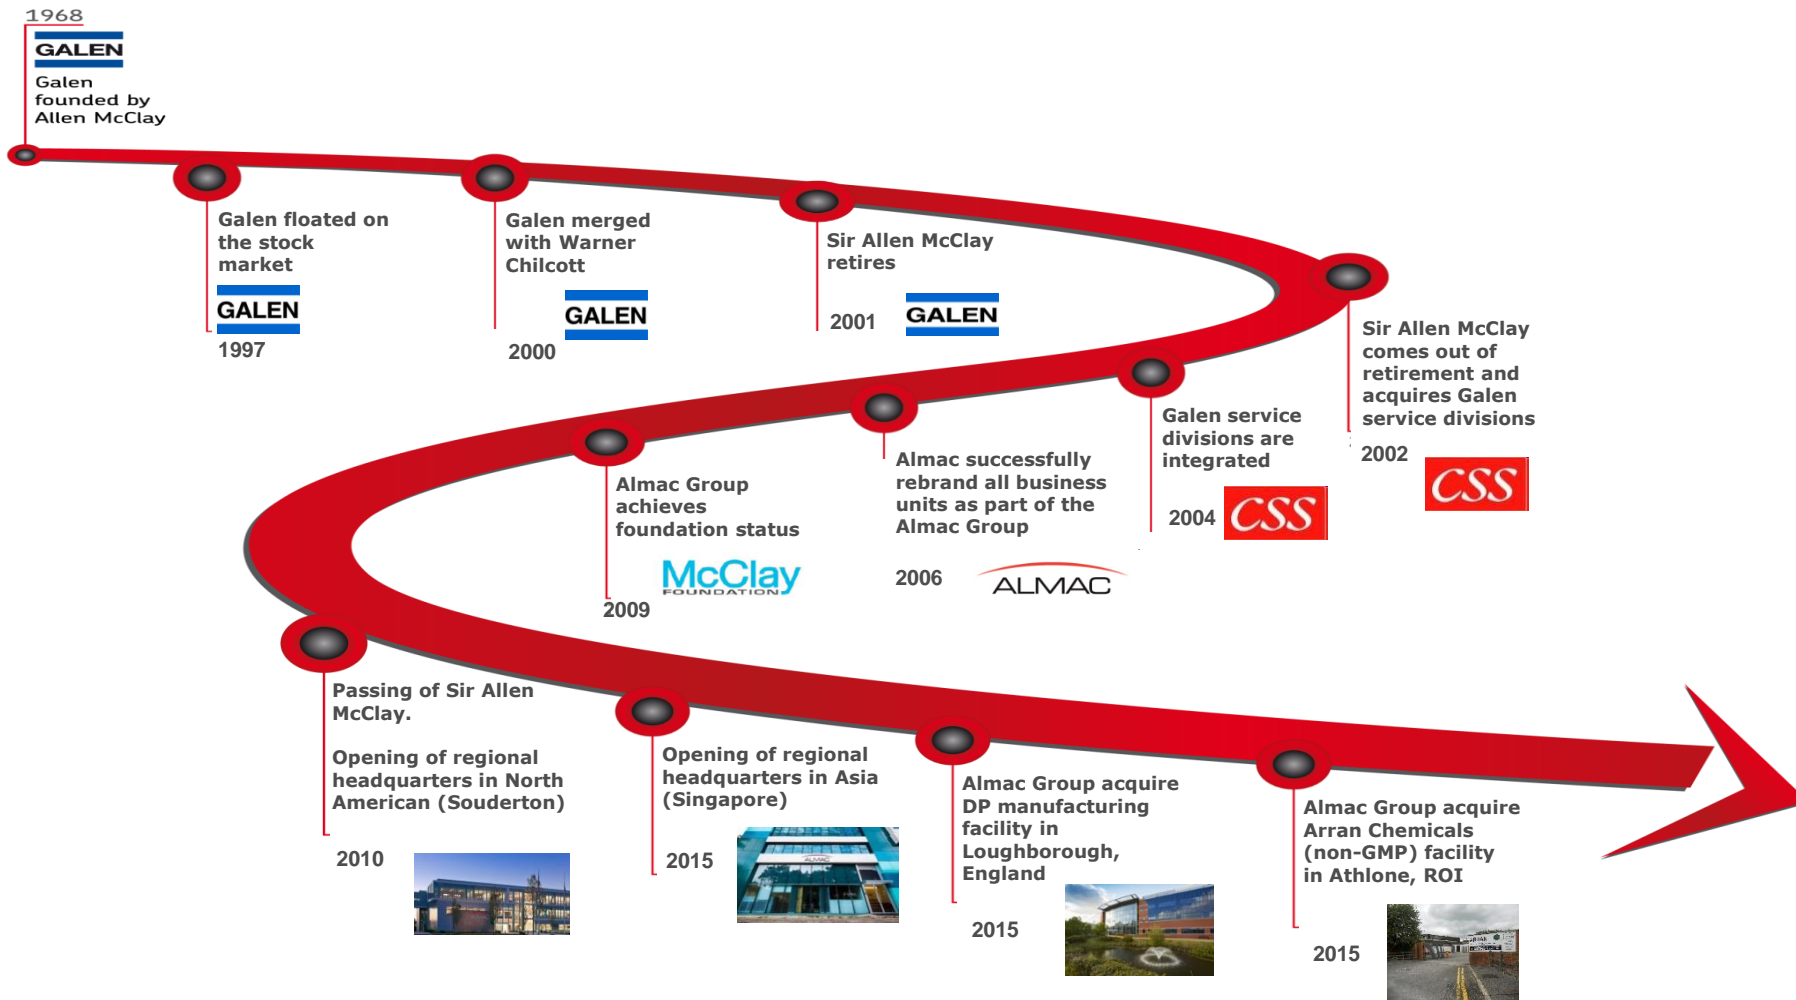 1968
GALEN
Galen
founded by
Allen McClay
Galen floated on
the stock
market
GALEN
1997
Galen merged
with Warner
Chilcott
GALEN
2000
Sir Allen McClay
retires
2001
GALEN
Sir Allen McClay
comes out of
retirement and
acquires Galen
service divisions
2002
CSS
Galen service
divisions are
integrated
2004
CSS
Almac successfully
rebrand all business
units as part of the
Almac Group
2006
ALMAC
Almac Group
achieves
foundation status
McClay
FOUNDATION
2009
Passing of Sir Allen
McClay.
Opening of regional
headquarters in North
American (Souderton)
2010
Opening of regional
headquarters in Asia
(Singapore)
2015
ALMAC
Almac Group acquire
DP manufacturing
facility in
Loughborough,
England
2015
Almac Group acquire
Arran Chemicals
(non-GMP) facility
in Athlone, ROI
2015